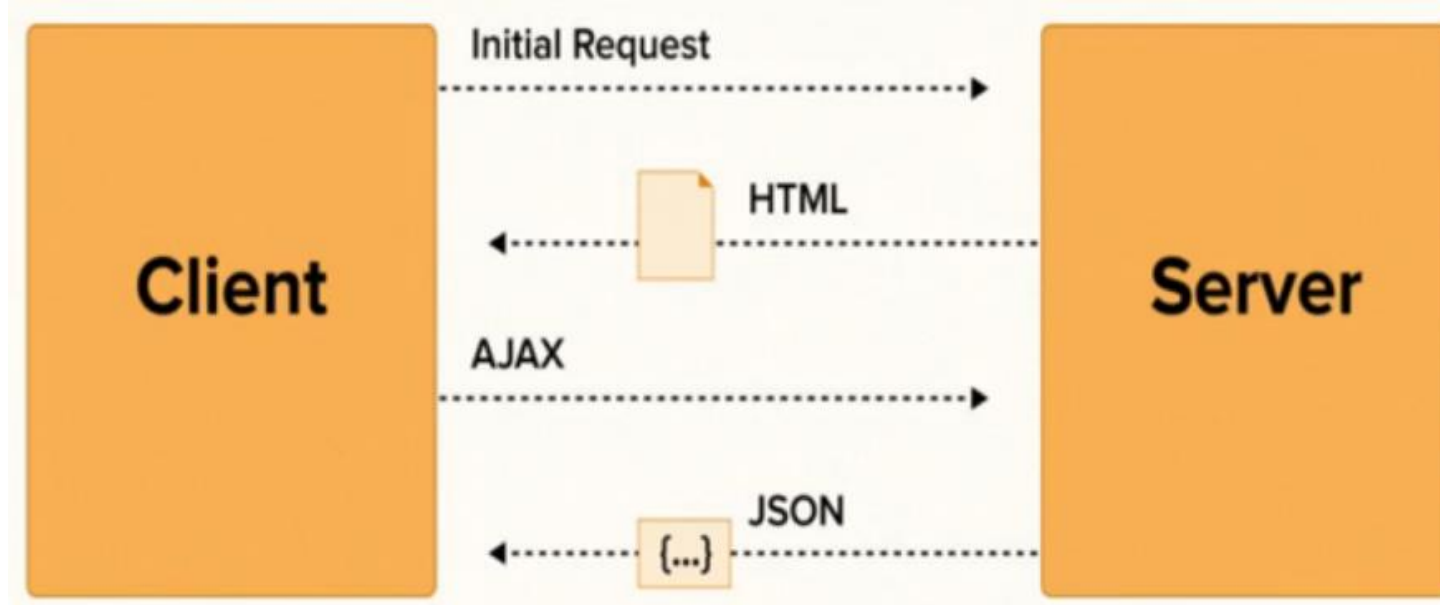 Initial Request
HTML
Client
Server
AJAX
JSON
{...}